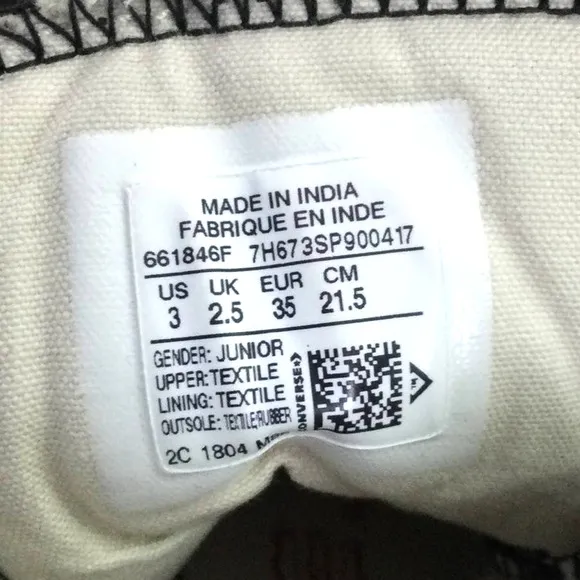 MADE IN INDIA
FABRIQUE EN INDE
661846F 7H673SP900417
US UK EUR CM
3 2.5 35 21.5
GENDER: JUNIOR
UPPER: TEXTILE
LINING: TEXTILE
OUTSOLE: TEXTILE/RUBBER
2C 1804
CONVERSE